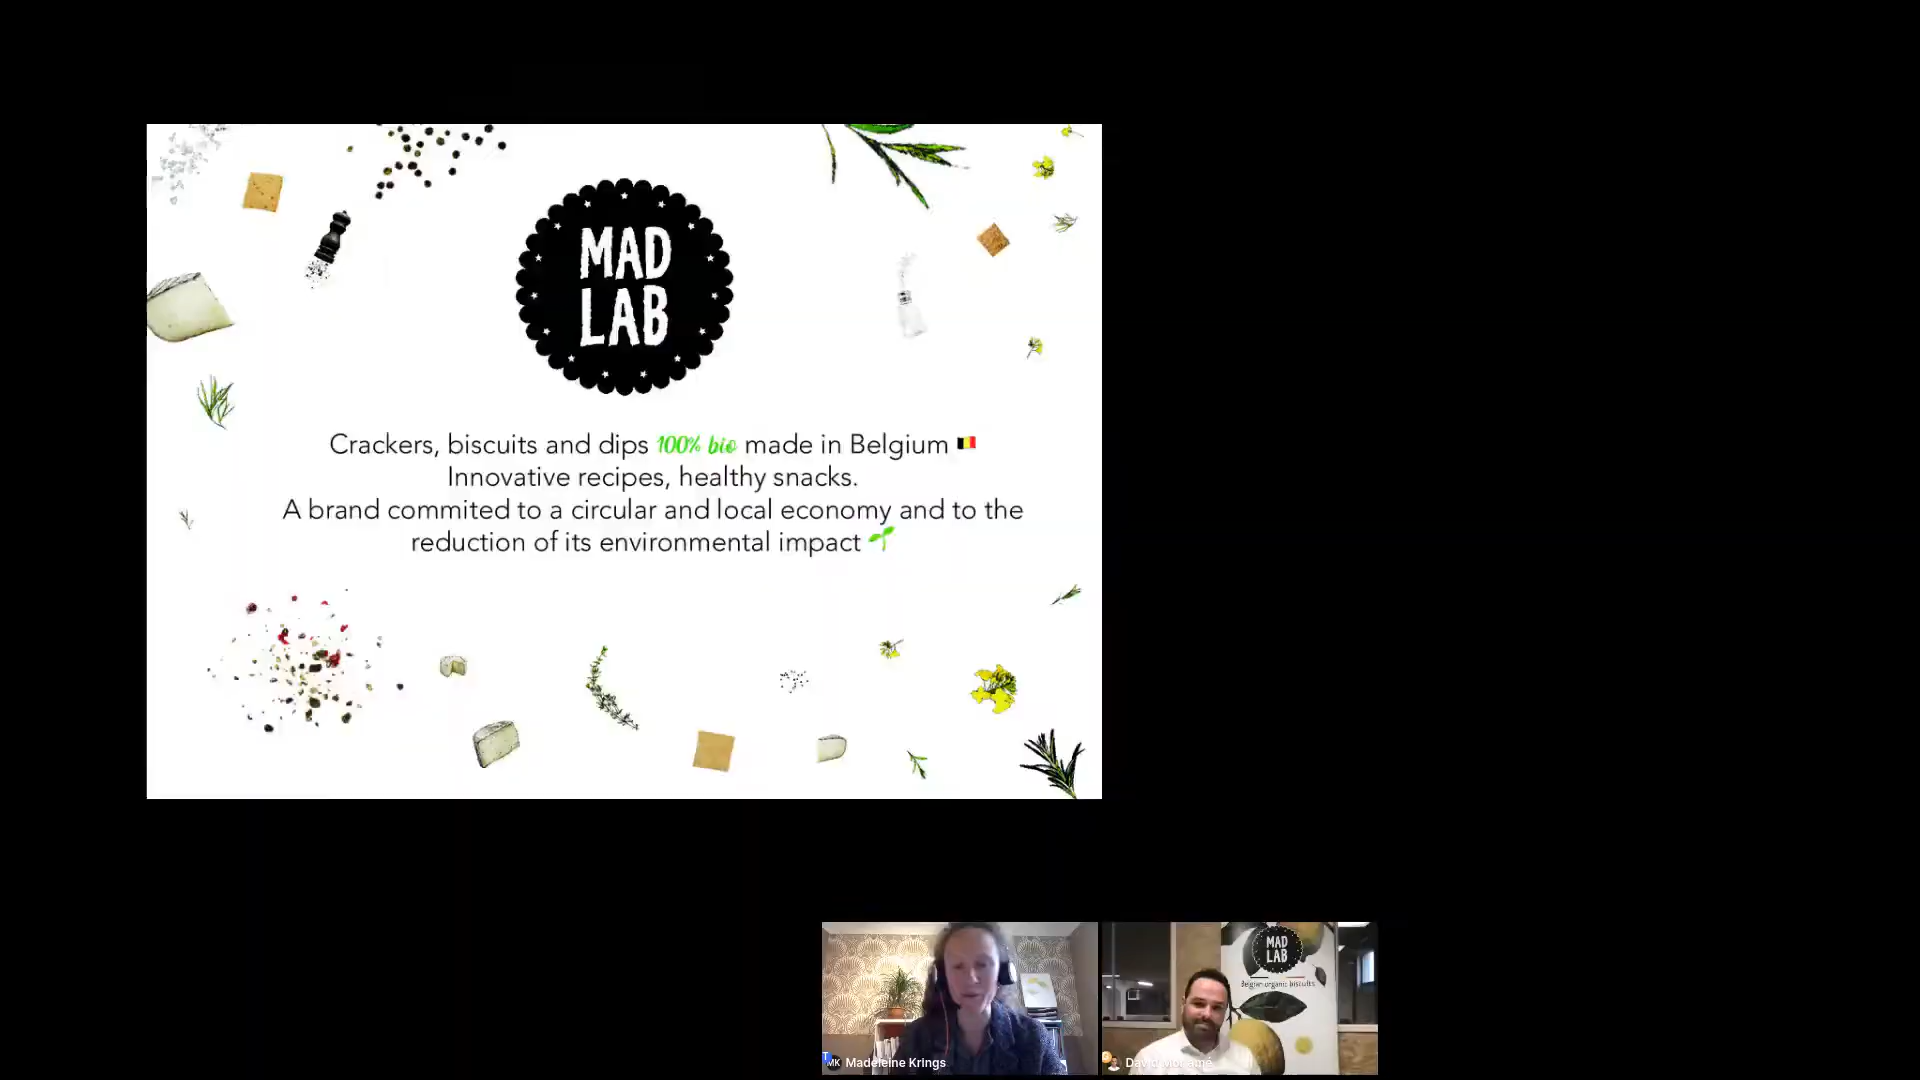 MAD
LAB
Crackers, biscuits and dips 100% bio made in Belgium
Innovative recipes, healthy snacks.
A brand commited to a circular and local economy and to the
reduction of its environmental impact
MK Madeleine Krings
MAD
LAB
Belgian organic biscuits